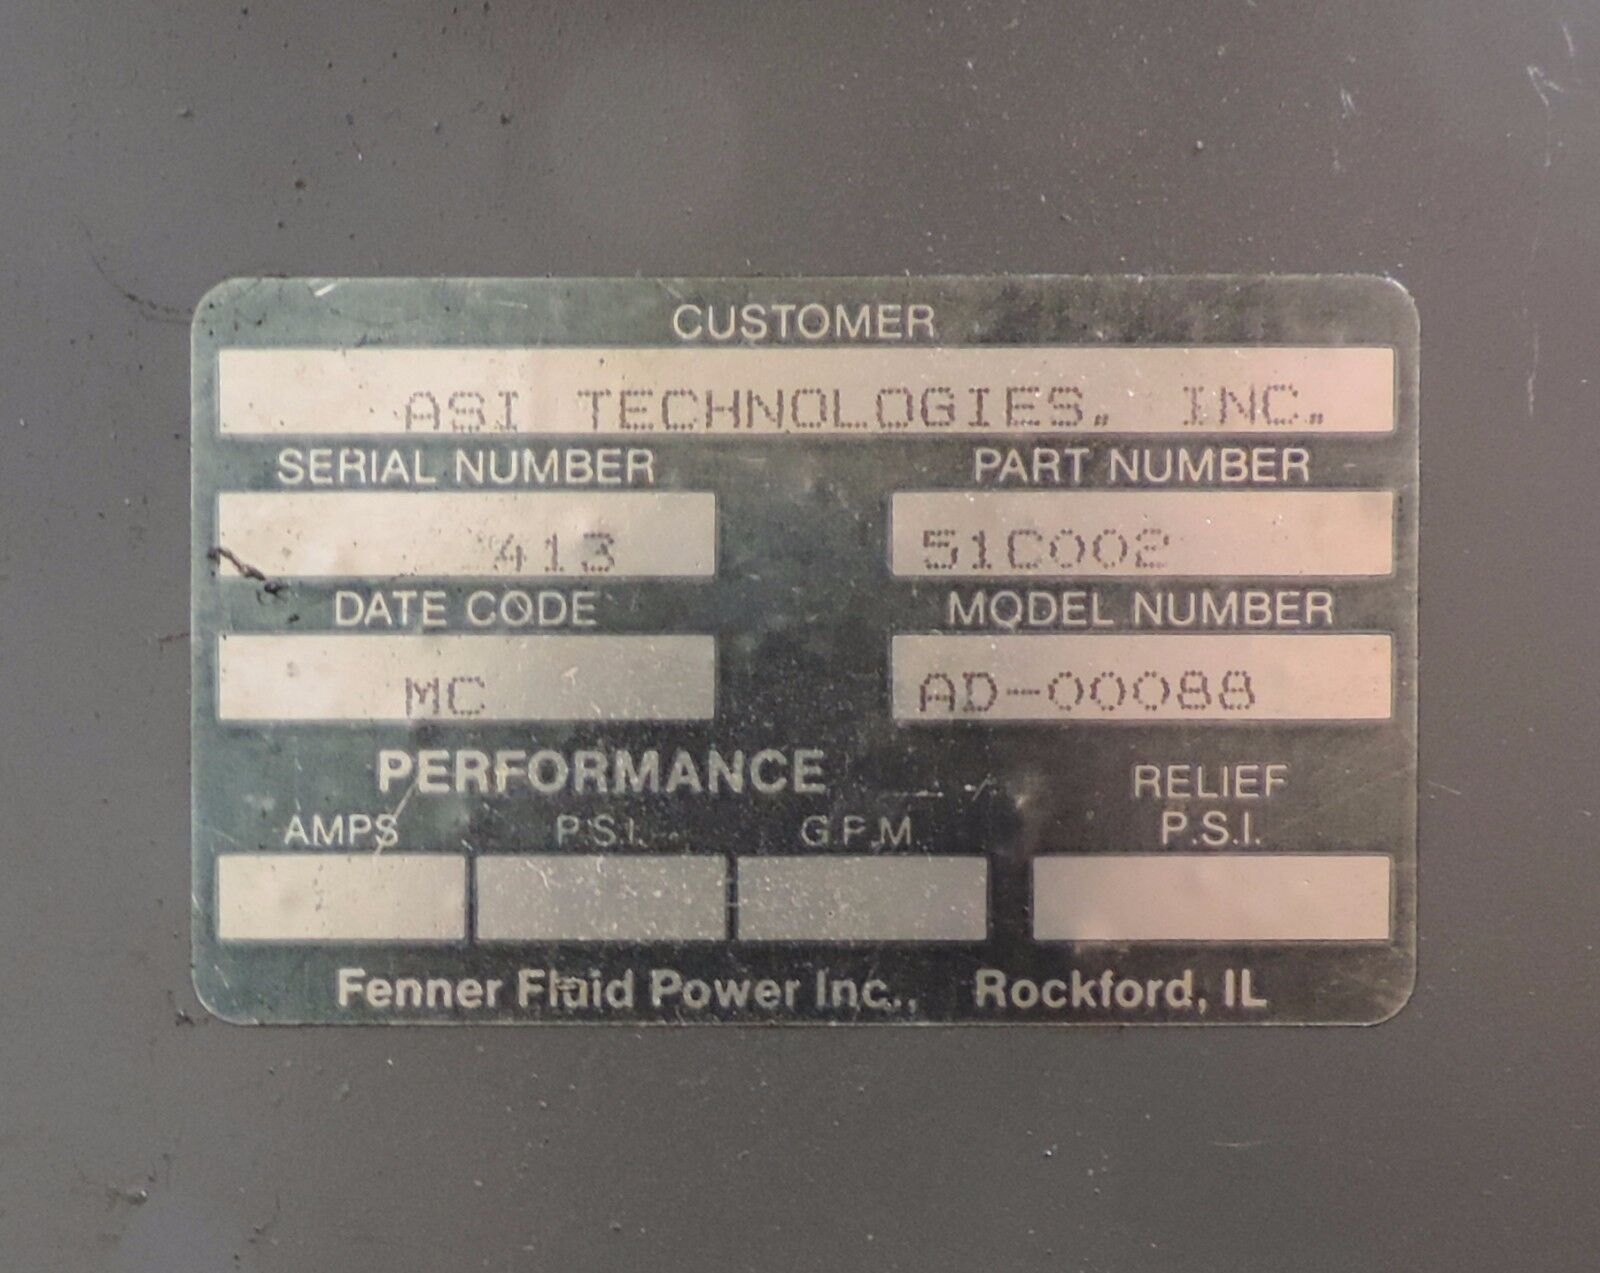 CUSTOMER
ASI TECHNOLOGIES, INC.
SERIAL NUMBER PART NUMBER
413 51C002
DATE CODE MODEL NUMBER
MC AD-00088
PERFORMANCE RELIEF
AMPS P.S.I. G.P.M. P.S.I.
Fenner Fluid Power Inc., Rockford, IL